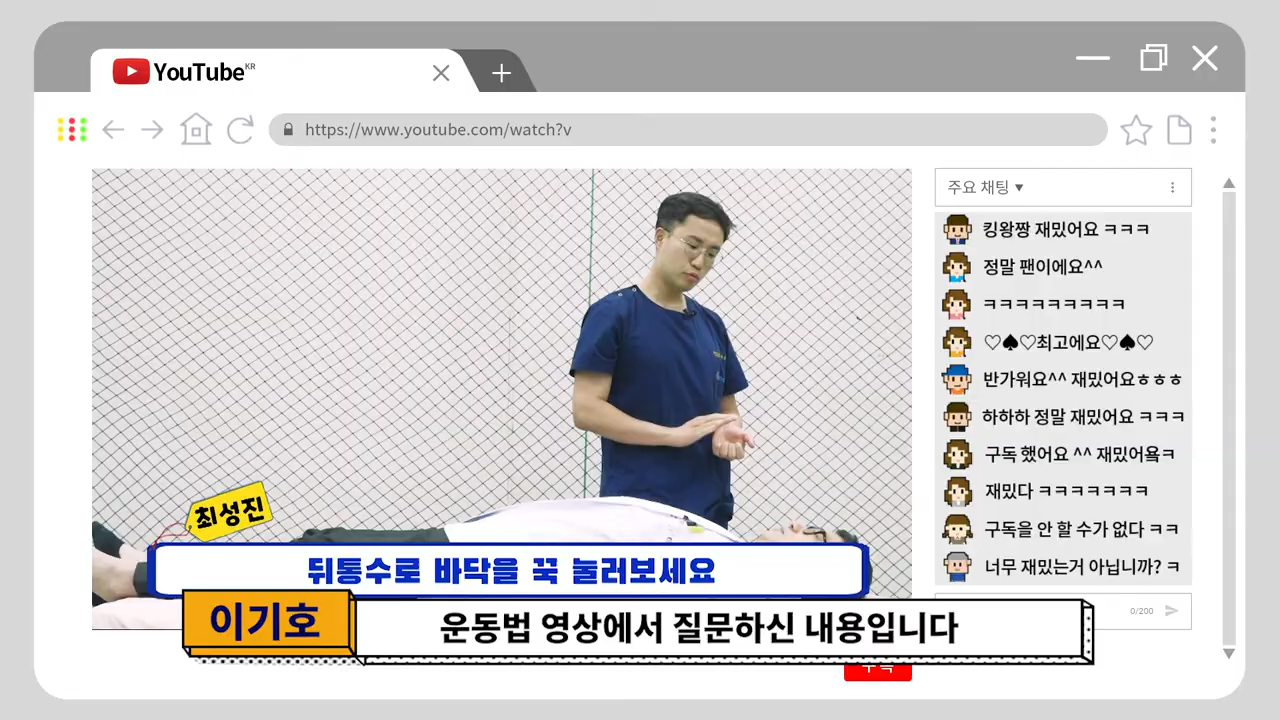 YouTube KR
https://www.youtube.com/watch?v
주요 채팅 ▼
킹왕짱 재밌어요 ㅋㅋㅋ
정말 팬이에요^^
ㅋㅋㅋㅋㅋㅋㅋㅋㅋ
♡♠♡최고에요♡♠♡
반가워요^^ 재밌어요ㅎㅎㅎ
하하하 정말 재밌어요 ㅋㅋㅋ
구독 했어요 ^^ 재밌어욬ㅋ
재밌다 ㅋㅋㅋㅋㅋㅋㅋ
구독을 안 할 수가 없다 ㅋㅋ
너무 재밌는거 아닙니까? ㅋ
0/200
최성진
뒤통수로 바닥을 꾹 눌러보세요
이기호
운동법 영상에서 질문하신 내용입니다